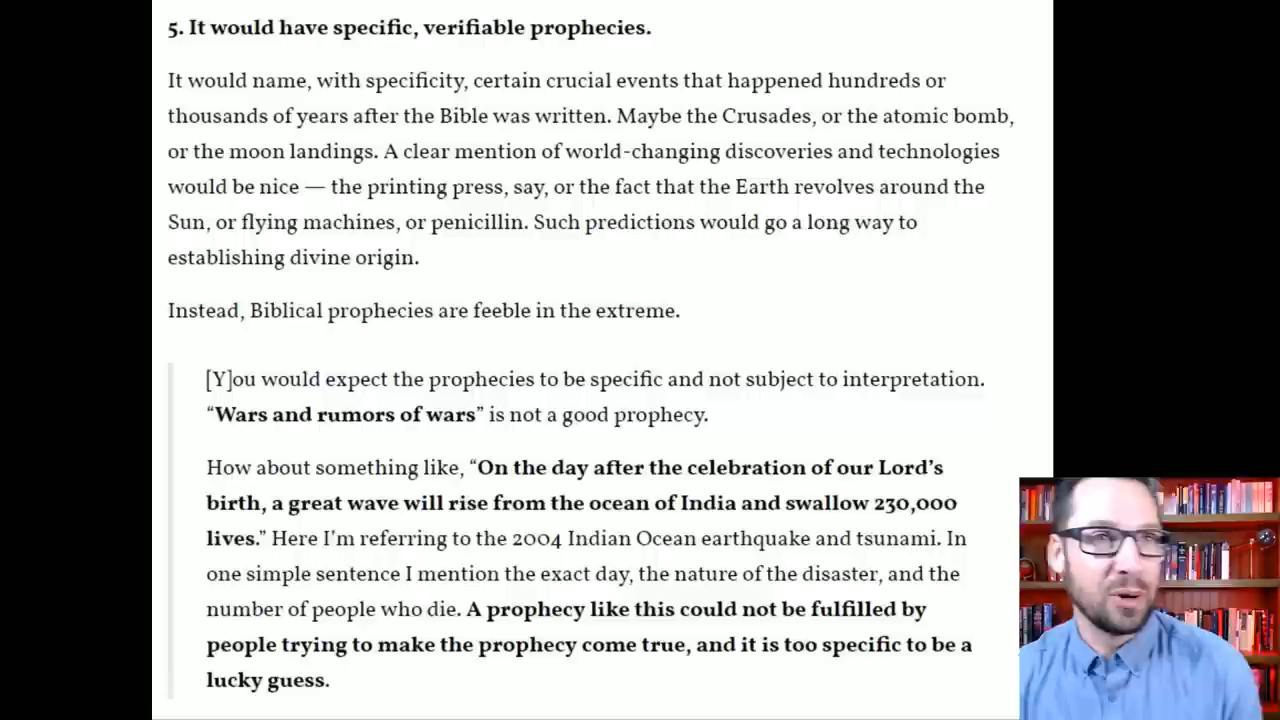 5. It would have specific, verifiable prophecies.
It would name, with specificity, certain crucial events that happened hundreds or
thousands of years after the Bible was written. Maybe the Crusades, or the atomic bomb,
or the moon landings. A clear mention of world-changing discoveries and technologies
would be nice — the printing press, say, or the fact that the Earth revolves around the
Sun, or flying machines, or penicillin. Such predictions would go a long way to
establishing divine origin.
Instead, Biblical prophecies are feeble in the extreme.
[Y]ou would expect the prophecies to be specific and not subject to interpretation.
“Wars and rumors of wars” is not a good prophecy.
How about something like, “On the day after the celebration of our Lord’s
birth, a great wave will rise from the ocean of India and swallow 230,000
lives.” Here I’m referring to the 2004 Indian Ocean earthquake and tsunami. In
one simple sentence I mention the exact day, the nature of the disaster, and the
number of people who die. A prophecy like this could not be fulfilled by
people trying to make the prophecy come true, and it is too specific to be a
lucky guess.